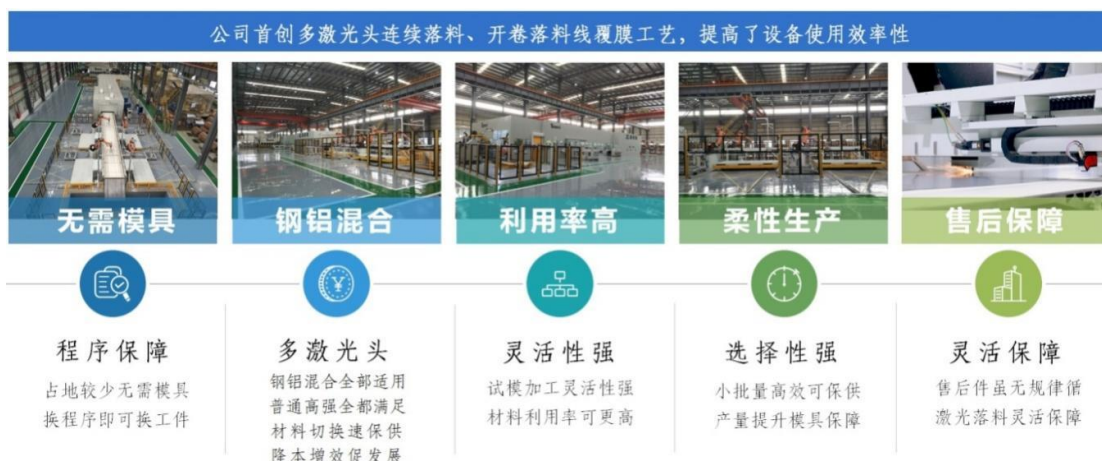 公司首创多激光头连续落料、开卷落料线覆膜工艺，提高了设备使用效率性
无需模具
钢铝混合
利用率高
柔性生产
售后保障
程序保障
占地较少无需模具
换程序即可换工件
多激光头
钢铝混合全部适用
普通高强全部满足
材料切换速保供
降本增效促发展
灵活性强
试模加工灵活性强
材料利用率可更高
选择性强
小批量高效可保供
产量提升模具保障
灵活保障
售后件虽无规律循
激光落料灵活保障